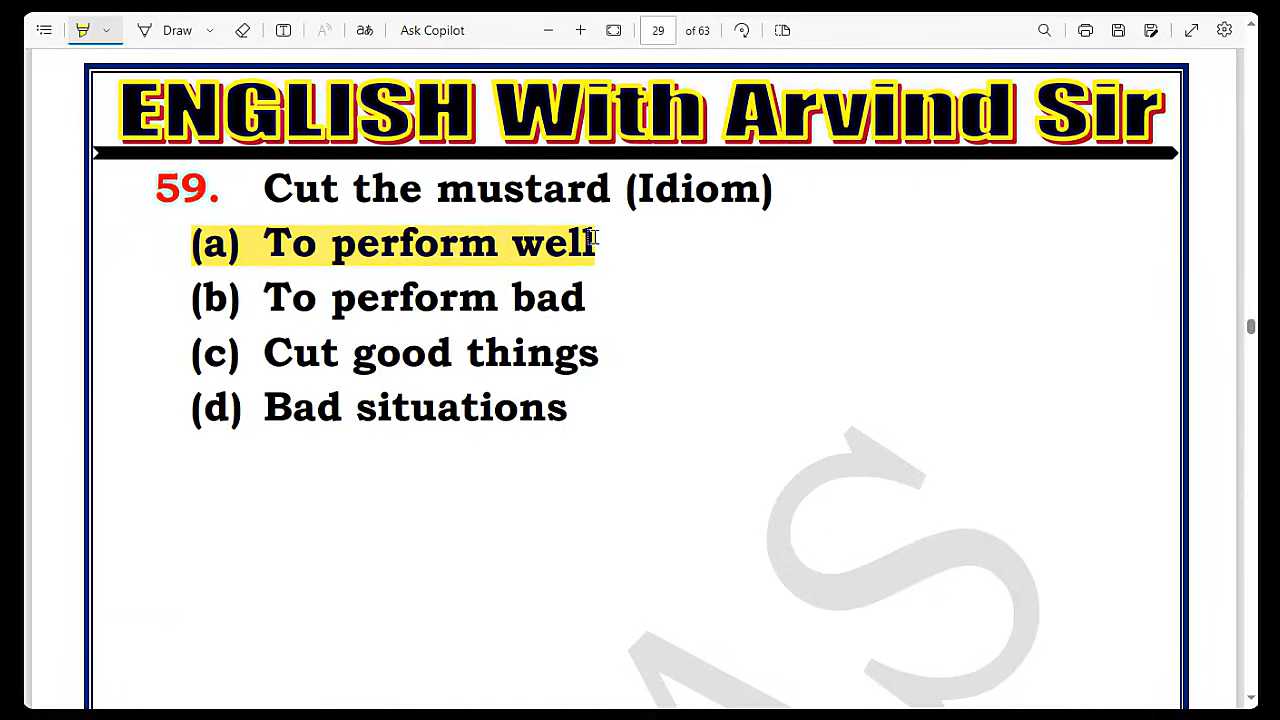 Draw
Ask Copilot
29 of 63
ENGLISH With Arvind Sir
59. Cut the mustard (Idiom)
(a) To perform well
(b) To perform bad
(c) Cut good things
(d) Bad situations